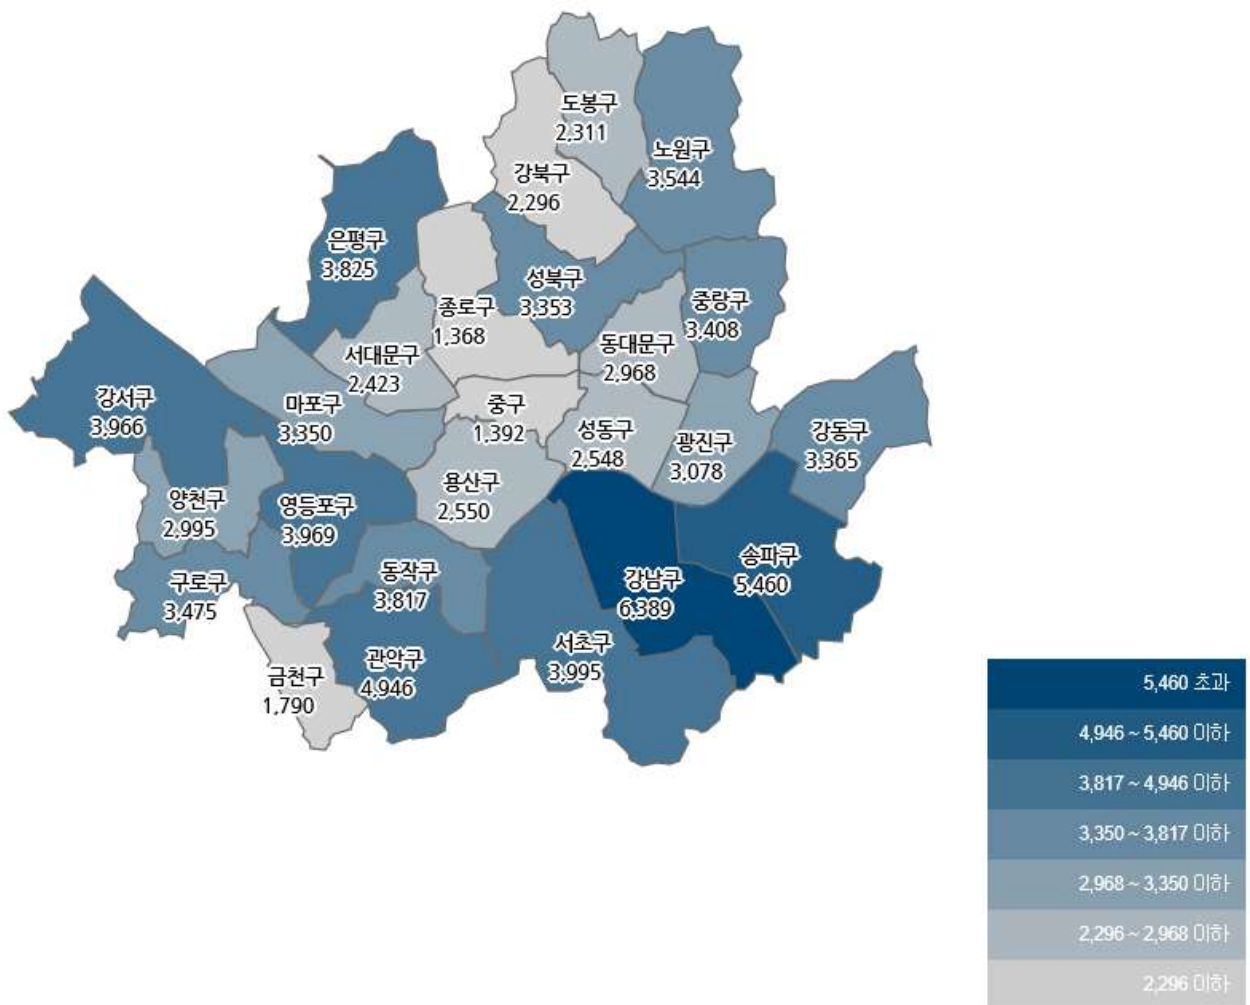 도봉구
2,311
노원구
3,544
강북구
2,296
은평구
3,825
성북구
3,353
중랑구
3,408
종로구
1,368
동대문구
2,968
서대문구
2,423
강서구
3,966
마포구
3,350
중구
1,392
성동구
2,548
광진구
3,078
강동구
3,365
용산구
2,550
양천구
2,995
영등포구
3,969
송파구
5,460
동작구
3,817
강남구
6,389
구로구
3,475
서초구
3,995
관악구
4,946
금천구
1,790
5,460 초과
4,946 ~ 5,460 이하
3,817 ~ 4,946 이하
3,350 ~ 3,817 이하
2,968 ~ 3,350 이하
2,296 ~ 2,968 이하
2,296 이하